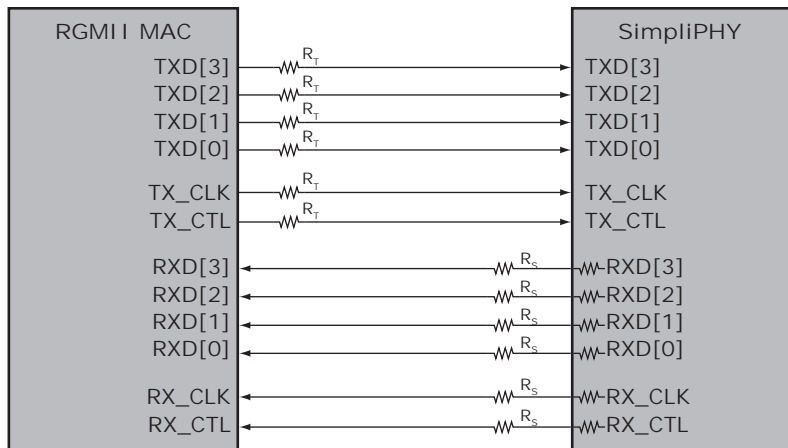 RGMII MAC SimpliPHY
TXD[3] R_T TXD[3]
TXD[2] R_T TXD[2]
TXD[1] R_T TXD[1]
TXD[0] R_T TXD[0]
TX_CLK R_T TX_CLK
TX_CTL R_T TX_CTL
RXD[3] R_S RXD[3]
RXD[2] R_S RXD[2]
RXD[1] R_S RXD[1]
RXD[0] R_S RXD[0]
RX_CLK R_S RX_CLK
RX_CTL R_S RX_CTL